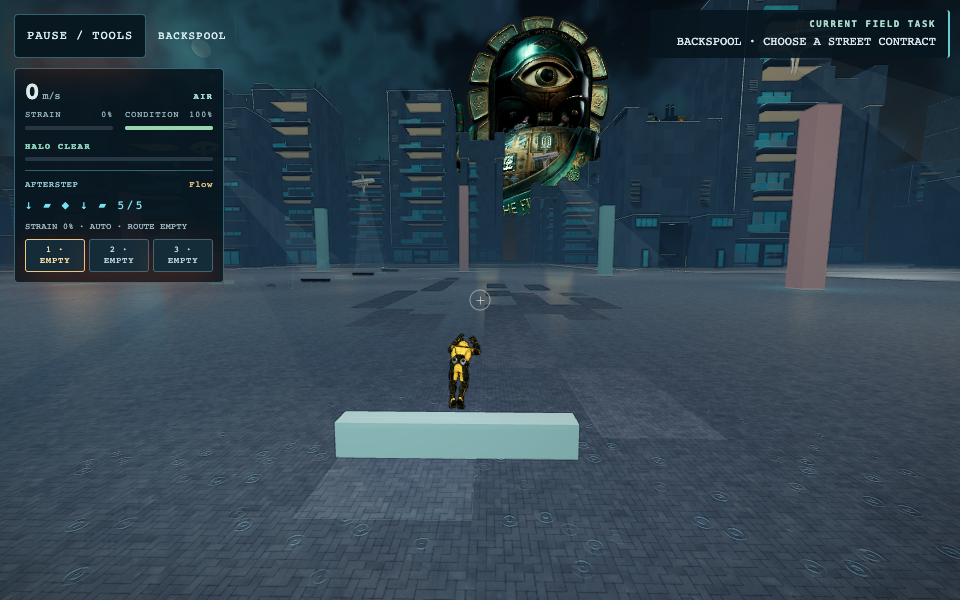 PAUSE / TOOLS
BACKSPOOL
CURRENT FIELD TASK
BACKSPOOL · CHOOSE A STREET CONTRACT
0 m/s
AIR
STRAIN 0%
CONDITION 100%
HALO CLEAR
AFTERSTEP
Flow
↓ ▰ ◆ ↓ ▰ 5/5
STRAIN 0% · AUTO · ROUTE EMPTY
1 · EMPTY
2 · EMPTY
3 · EMPTY